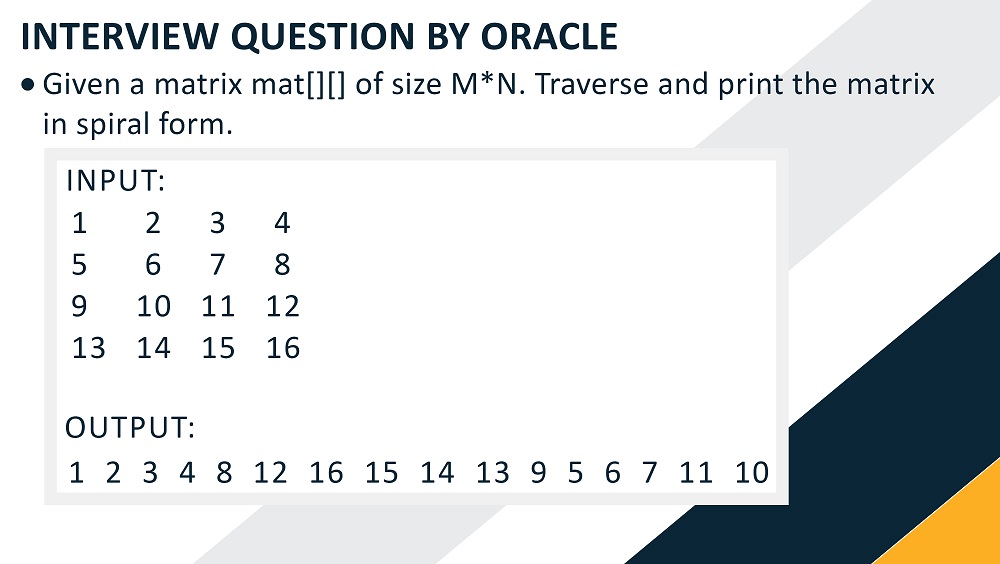 INTERVIEW QUESTION BY ORACLE
• Given a matrix mat[][] of size M*N. Traverse and print the matrix
in spiral form.
INPUT:
1 2 3 4
5 6 7 8
9 10 11 12
13 14 15 16
OUTPUT:
1 2 3 4 8 12 16 15 14 13 9 5 6 7 11 10